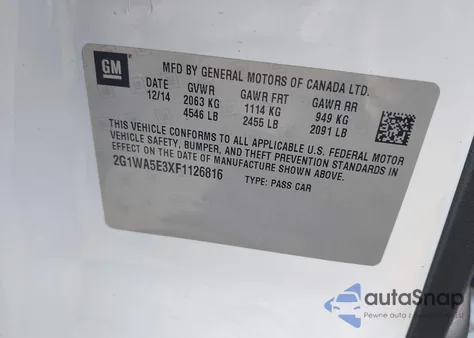 GM
MFD BY GENERAL MOTORS OF CANADA LTD.
DATE GVWR GAWR FRT GAWR RR
12/14 2063 KG 1114 KG 949 KG
4546 LB 2455 LB 2091 LB
THIS VEHICLE CONFORMS TO ALL APPLICABLE U.S. FEDERAL MOTOR
VEHICLE SAFETY, BUMPER, AND THEFT PREVENTION STANDARDS
IN EFFECT ON THE DATE OF MANUFACTURE SHOWN ABOVE.
2G1WA5E3XF1126816 TYPE: PASS CAR
autoSnap
Pewne auta z